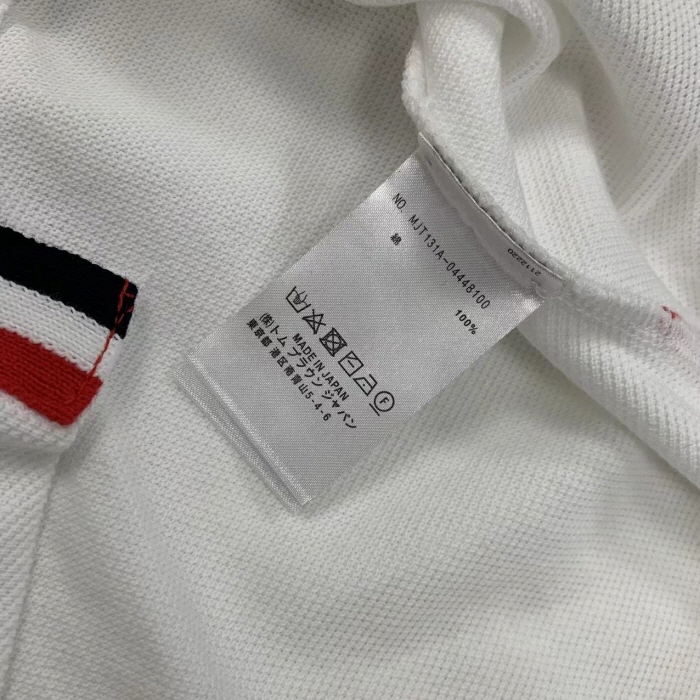 2112220
NO. MJT131A-04448100
綿
100%
MADE IN JAPAN
(株)トム ブラウン ジャパン
東京都 港区南青山5-4-6
F